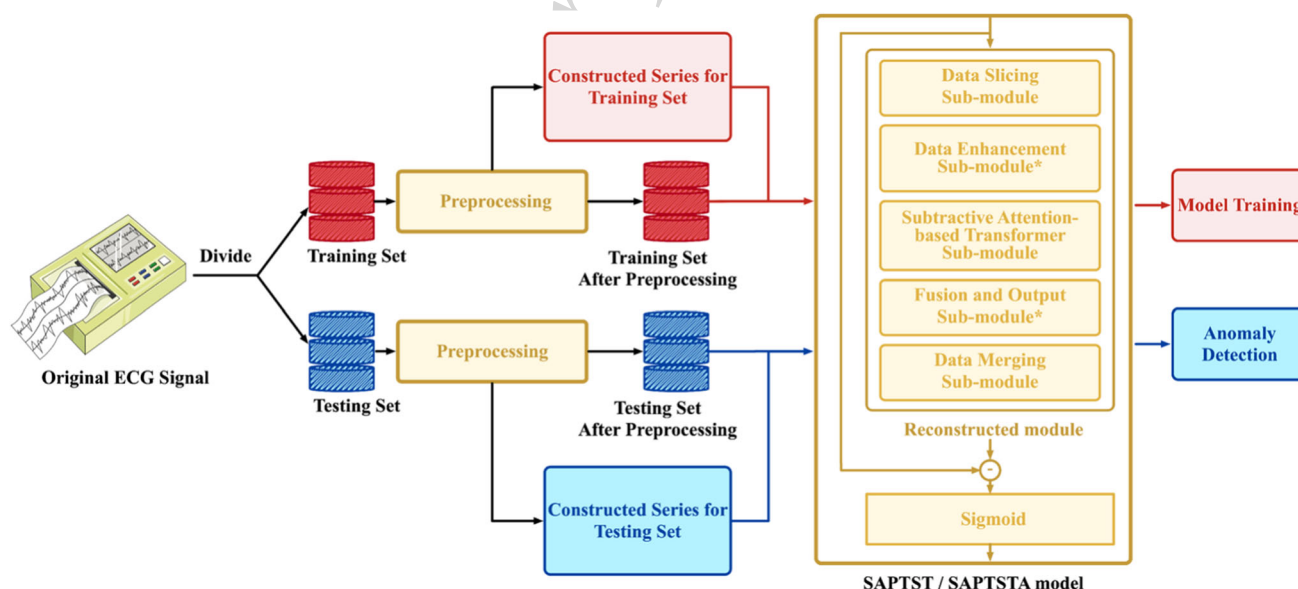 Original ECG Signal
Divide
Training Set
Testing Set
Preprocessing
Preprocessing
Constructed Series for
Training Set
Training Set
After Preprocessing
Testing Set
After Preprocessing
Constructed Series for
Testing Set
Data Slicing
Sub-module
Data Enhancement
Sub-module*
Subtractive Attention-
based Transformer
Sub-module
Fusion and Output
Sub-module*
Data Merging
Sub-module
Reconstructed module
-
Sigmoid
SAPTST / SAPTSTA model
Model Training
Anomaly
Detection